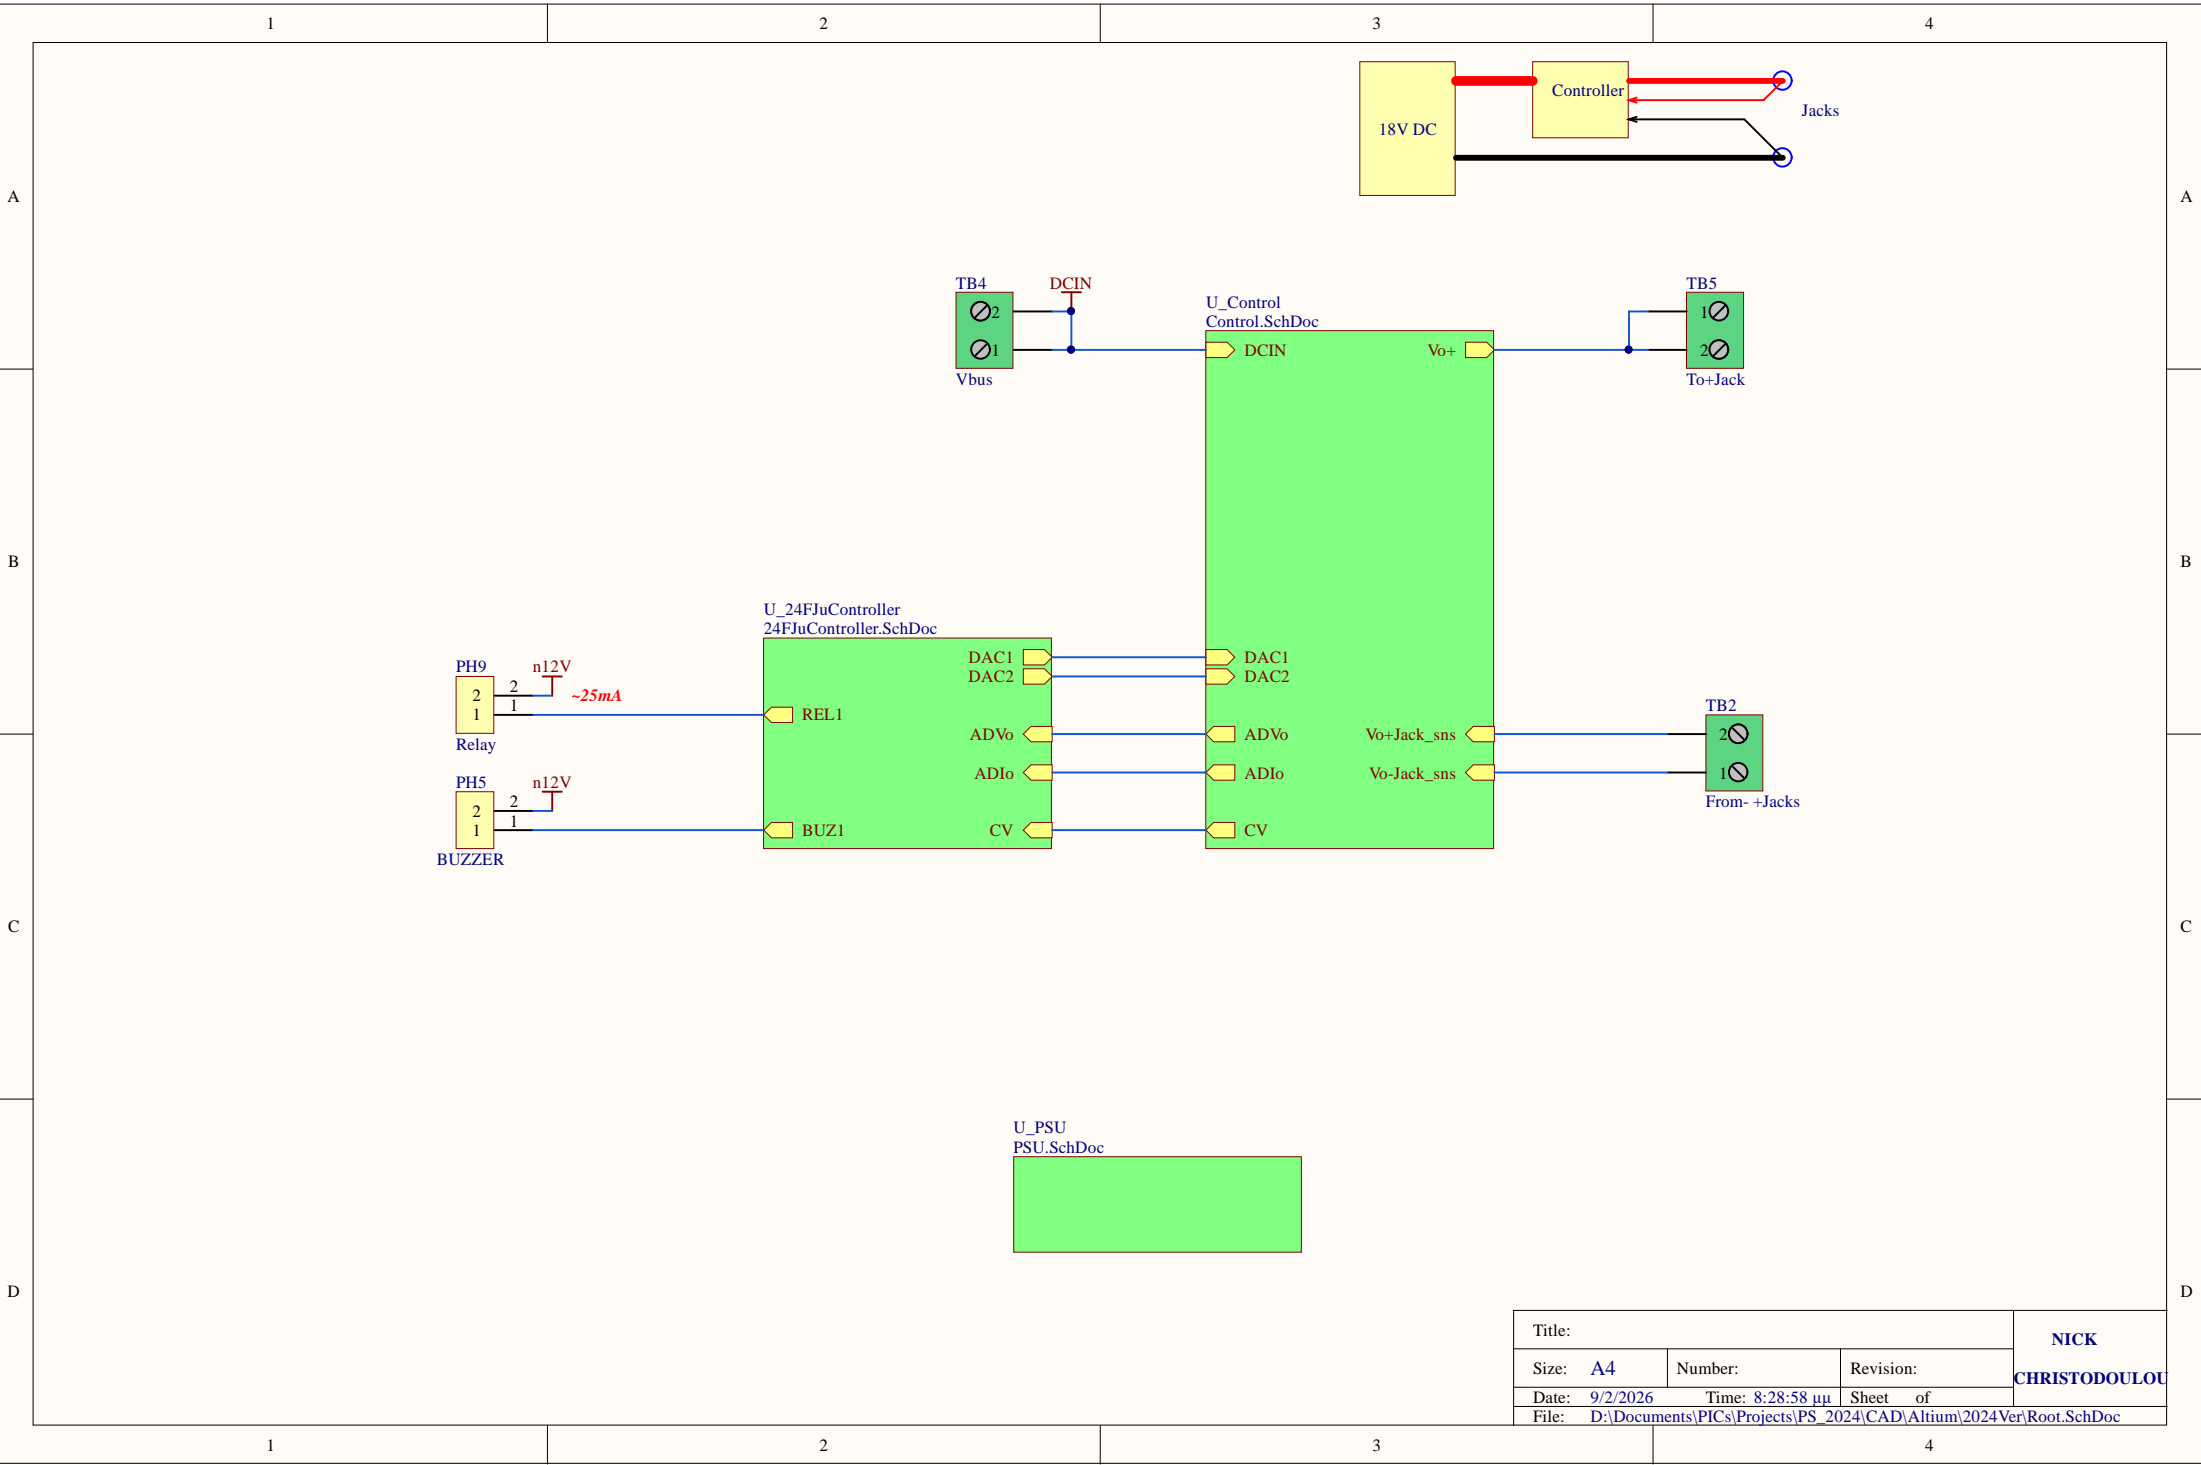 1 2 3 4
A A
B B
C C
D D
18V DC
Controller
Jacks
TB4
DCIN
2
1
Vbus
U_Control
Control.SchDoc
DCIN
Vo+
DAC1
DAC2
ADVo
ADIo
CV
Vo+Jack_sns
Vo-Jack_sns
TB5
1
2
To+Jack
U_24FJuController
24FJuController.SchDoc
DAC1
DAC2
REL1
ADVo
ADIo
BUZ1
CV
PH9
n12V
2 2
1 1
~25mA
Relay
PH5
n12V
2 2
1 1
BUZZER
TB2
2
1
From- +Jacks
U_PSU
PSU.SchDoc
Title:
Size: A4 Number: Revision:
Date: 9/2/2026 Time: 8:28:58 μμ Sheet of
File: D:\Documents\PICs\Projects\PS_2024\CAD\Altium\2024Ver\Root.SchDoc
NICK
CHRISTODOULOU
1 2 3 4